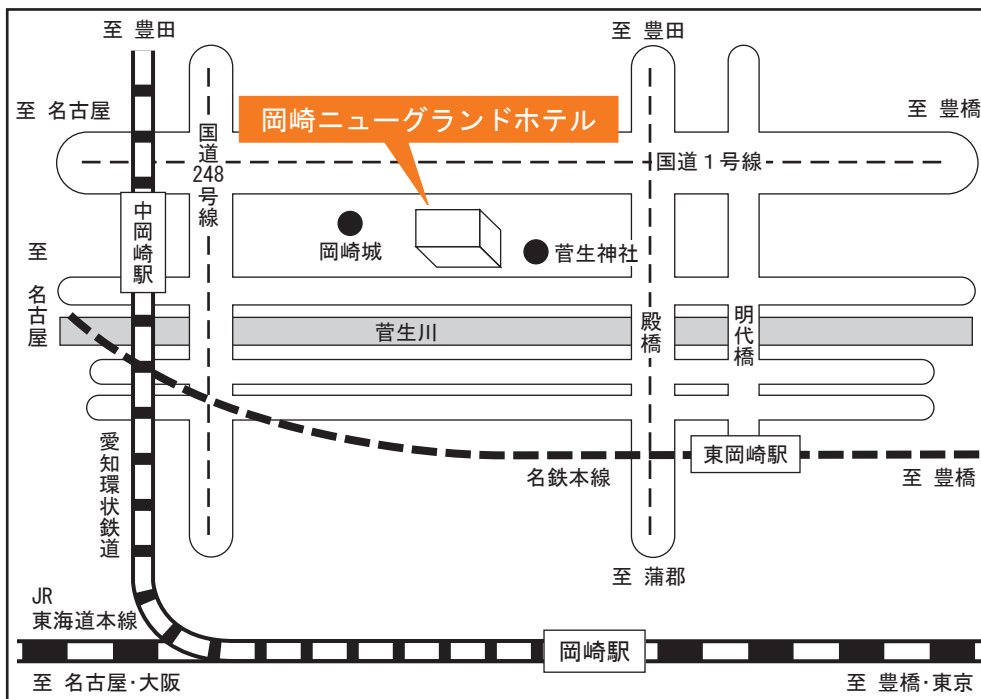 至 豊田
至 豊田
至 名古屋
岡崎ニューグランドホテル
至 豊橋
国道248号線
国道１号線
中岡崎駅
岡崎城
菅生神社
至 名古屋
菅生川
殿橋
明代橋
愛知環状鉄道
東岡崎駅
名鉄本線
至 豊橋
至 蒲郡
JR
東海道本線
岡崎駅
至 名古屋・大阪
至 豊橋・東京